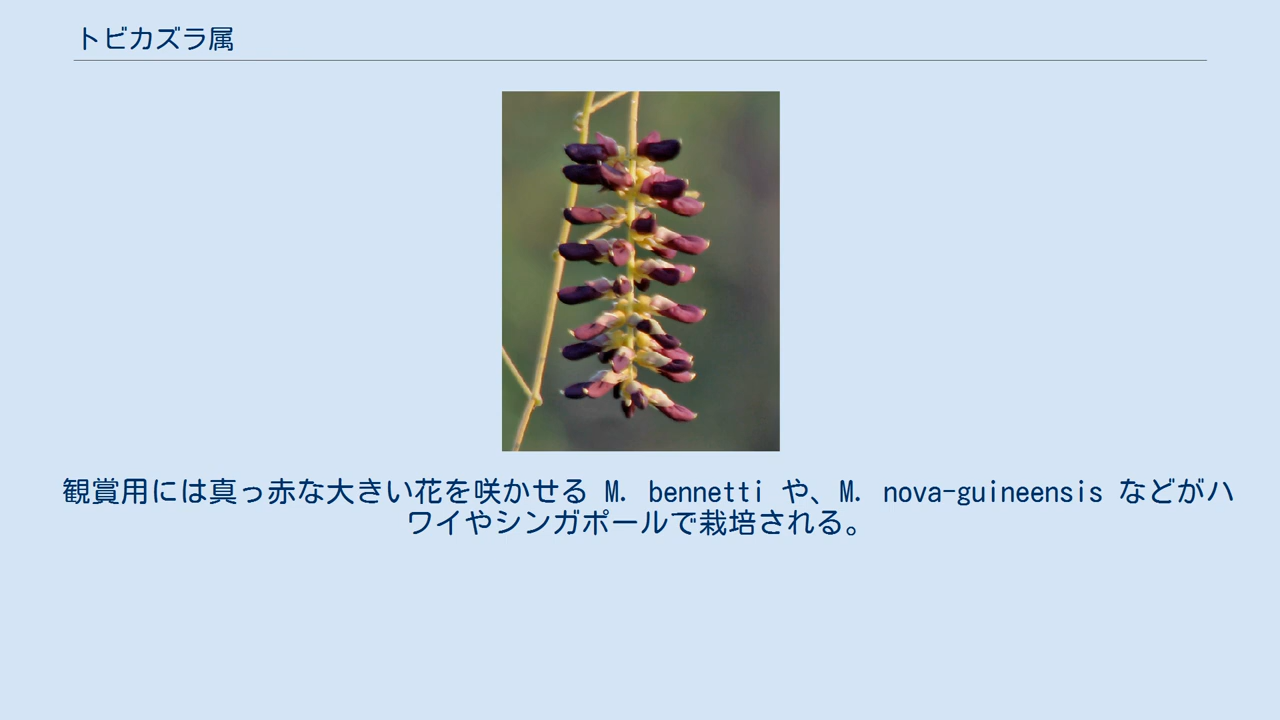 トビカズラ属
観賞用には真っ赤な大きい花を咲かせる M. bennetti や、M. nova-guineensis などがハ
ワイやシンガポールで栽培される。